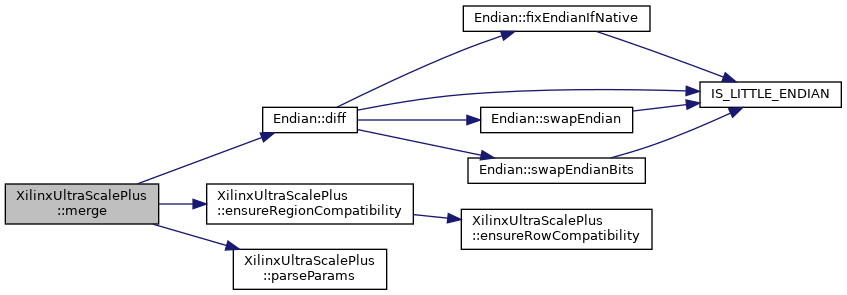 Endian::fixEndianIfNative
IS_LITTLE_ENDIAN
Endian::diff
Endian::swapEndian
Endian::swapEndianBits
XilinxUltraScalePlus
::merge
XilinxUltraScalePlus
::ensureRegionCompatibility
XilinxUltraScalePlus
::ensureRowCompatibility
XilinxUltraScalePlus
::parseParams